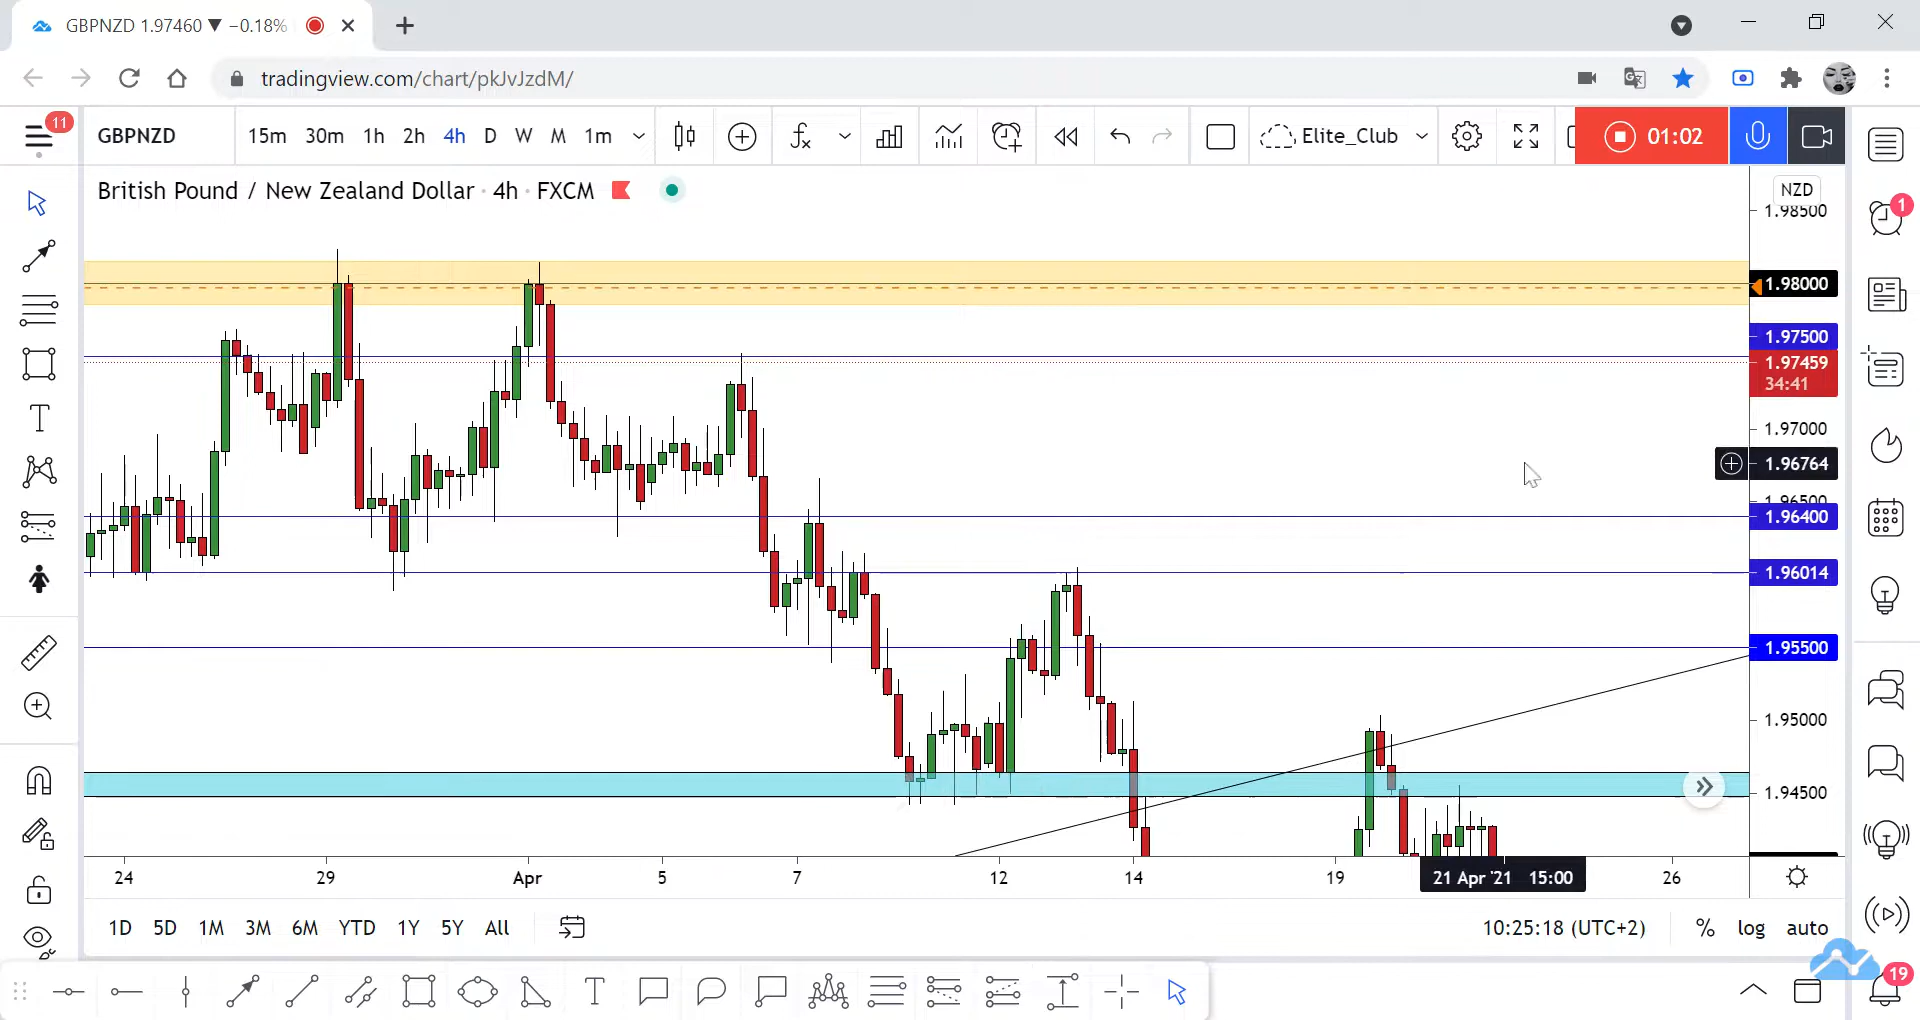 GBPNZD 1.97460 ▼ −0.18%
tradingview.com/chart/pkJvJzdM/
11
GBPNZD
15m 30m 1h 2h 4h D W M 1m
Elite_Club
01:02
British Pound / New Zealand Dollar · 4h · FXCM
NZD
1.98500
1
1.98000
1.97500
1.97459
34:41
1.97000
1.96764
1.96500
1.96400
1.96014
1.95500
1.95000
1.94500
24 29 Apr 5 7 12 14 19 21 Apr '21 15:00 26
1D 5D 1M 3M 6M YTD 1Y 5Y All
10:25:18 (UTC+2) % log auto
T
T
19